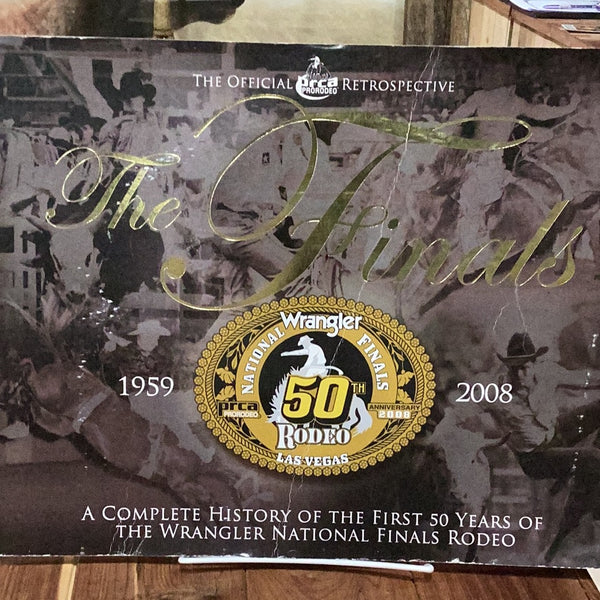 THE OFFICIAL PRCA PRORODEO RETROSPECTIVE
The Finals
Wrangler
NATIONAL FINALS
1959
50TH
2008
PRCA PRORODEO
ANNIVERSARY 2008
RODEO
LAS VEGAS
A COMPLETE HISTORY OF THE FIRST 50 YEARS OF
THE WRANGLER NATIONAL FINALS RODEO